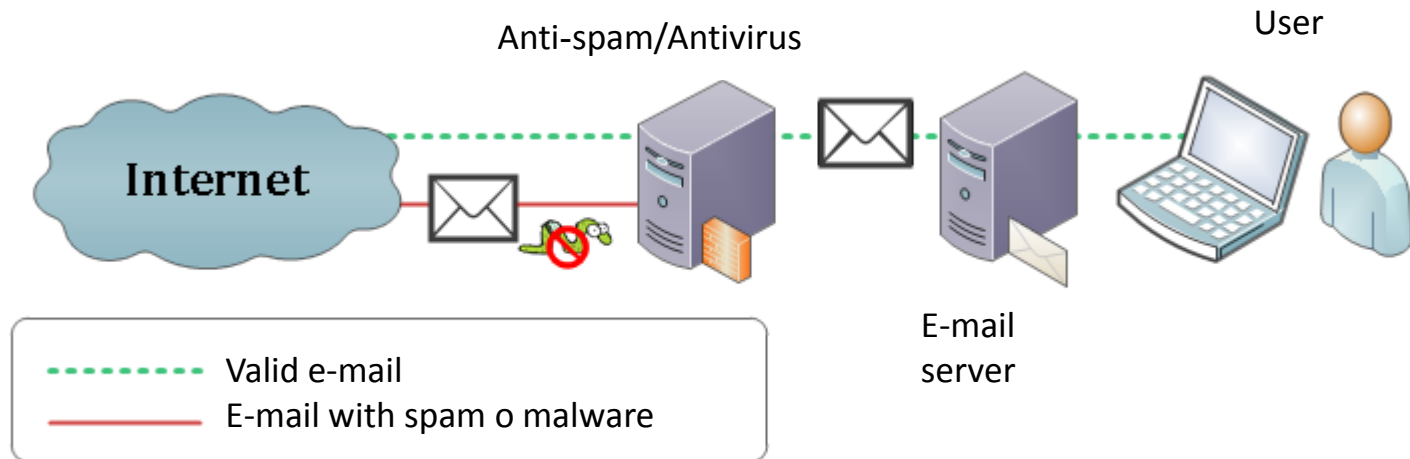 User
Anti-spam/Antivirus
Internet
E-mail
server
Valid e-mail
E-mail with spam o malware